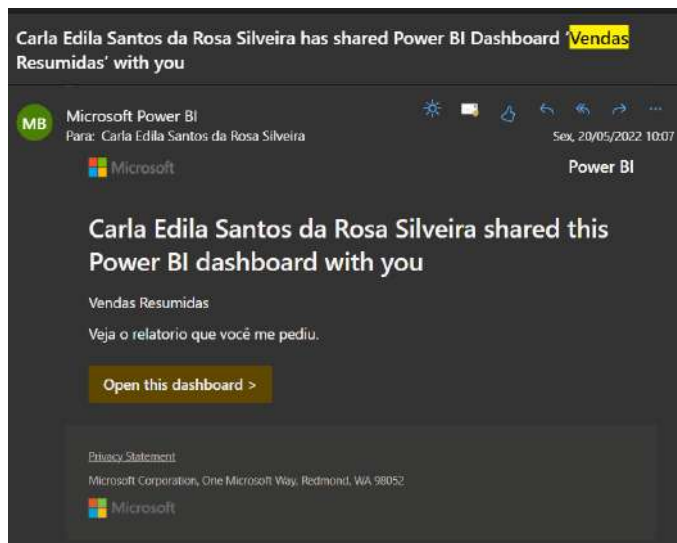 Carla Edila Santos da Rosa Silveira has shared Power BI Dashboard 'Vendas
Resumidas' with you
MB
Microsoft Power BI
Para: Carla Edila Santos da Rosa Silveira
Sex, 20/05/2022 10:07
Microsoft
Power BI
Carla Edila Santos da Rosa Silveira shared this
Power BI dashboard with you
Vendas Resumidas
Veja o relatorio que você me pediu.
Open this dashboard >
Privacy Statement
Microsoft Corporation, One Microsoft Way, Redmond, WA 98052
Microsoft